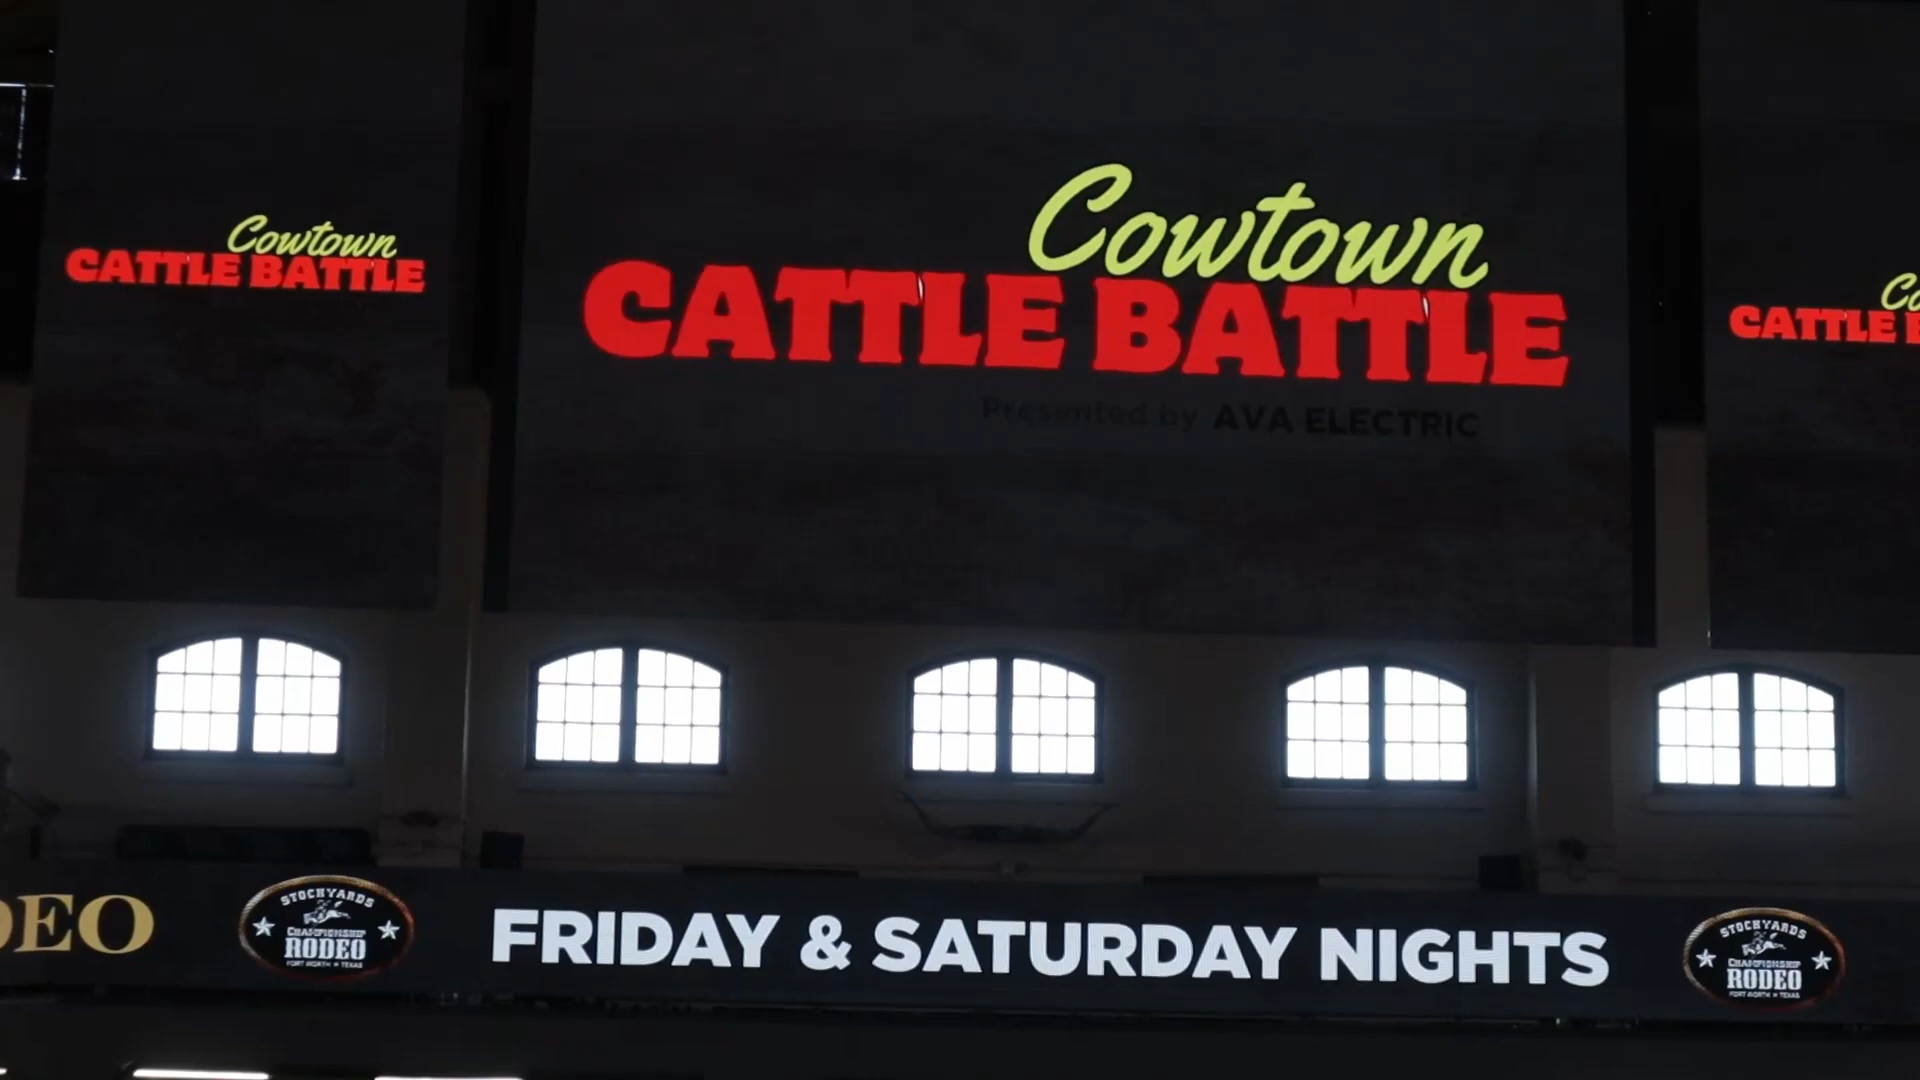 Cowtown
CATTLE BATTLE
Cowtown
CATTLE BATTLE
Presented by AVA ELECTRIC
CATTLE
STOCKYARDS
CHAMPIONSHIP
RODEO
FORT WORTH TEXAS
FRIDAY & SATURDAY NIGHTS
STOCKYARDS
CHAMPIONSHIP
RODEO
FORT WORTH TEXAS